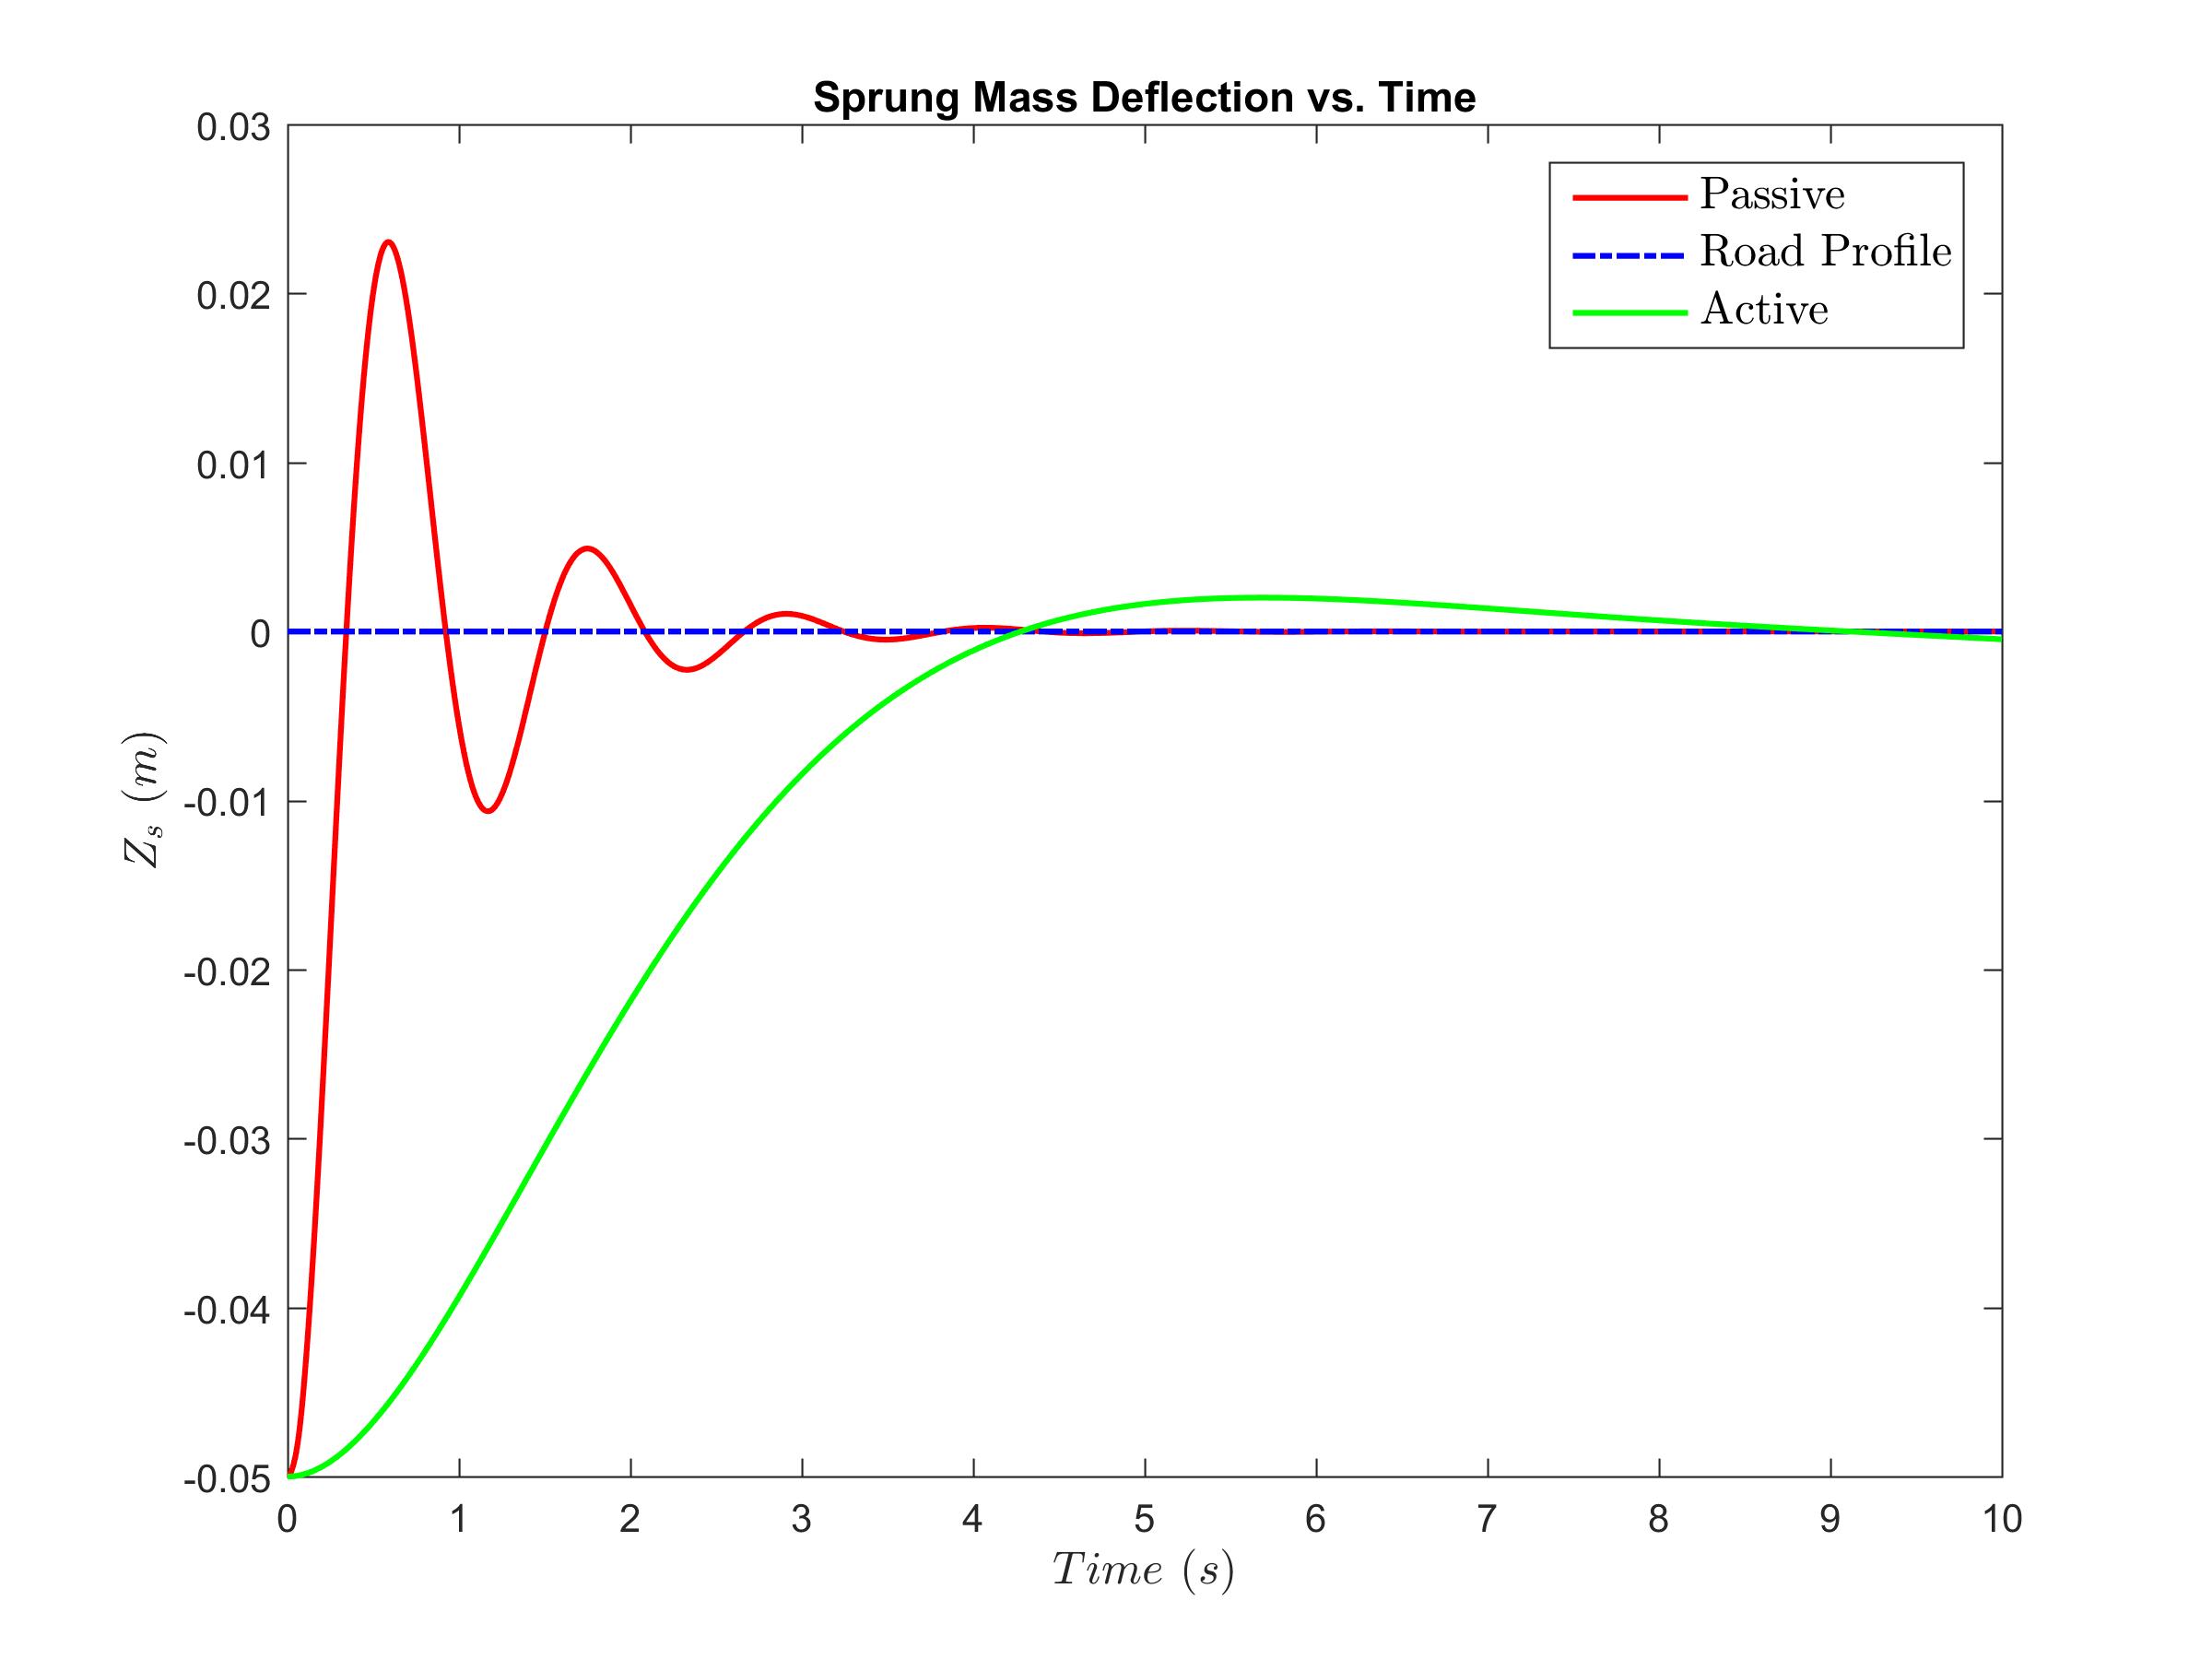 Sprung Mass Deflection vs. Time
0.03
0.02
0.01
0
-0.01
-0.02
-0.03
-0.04
-0.05
Z_s (m)
Passive
Road Profile
Active
0 1 2 3 4 5 6 7 8 9 10
Time (s)